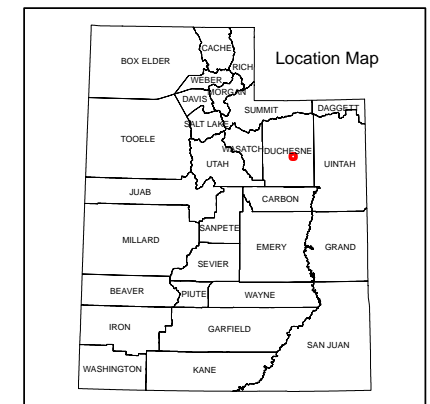 Location Map
CACHE
BOX ELDER
RICH
WEBER
MORGAN
DAVIS
SUMMIT
DAGGETT
SALT LAKE
TOOELE
WASATCH
DUCHESNE
UTAH
UINTAH
JUAB
CARBON
SANPETE
MILLARD
EMERY
GRAND
SEVIER
BEAVER
PIUTE
WAYNE
IRON
GARFIELD
SAN JUAN
WASHINGTON
KANE